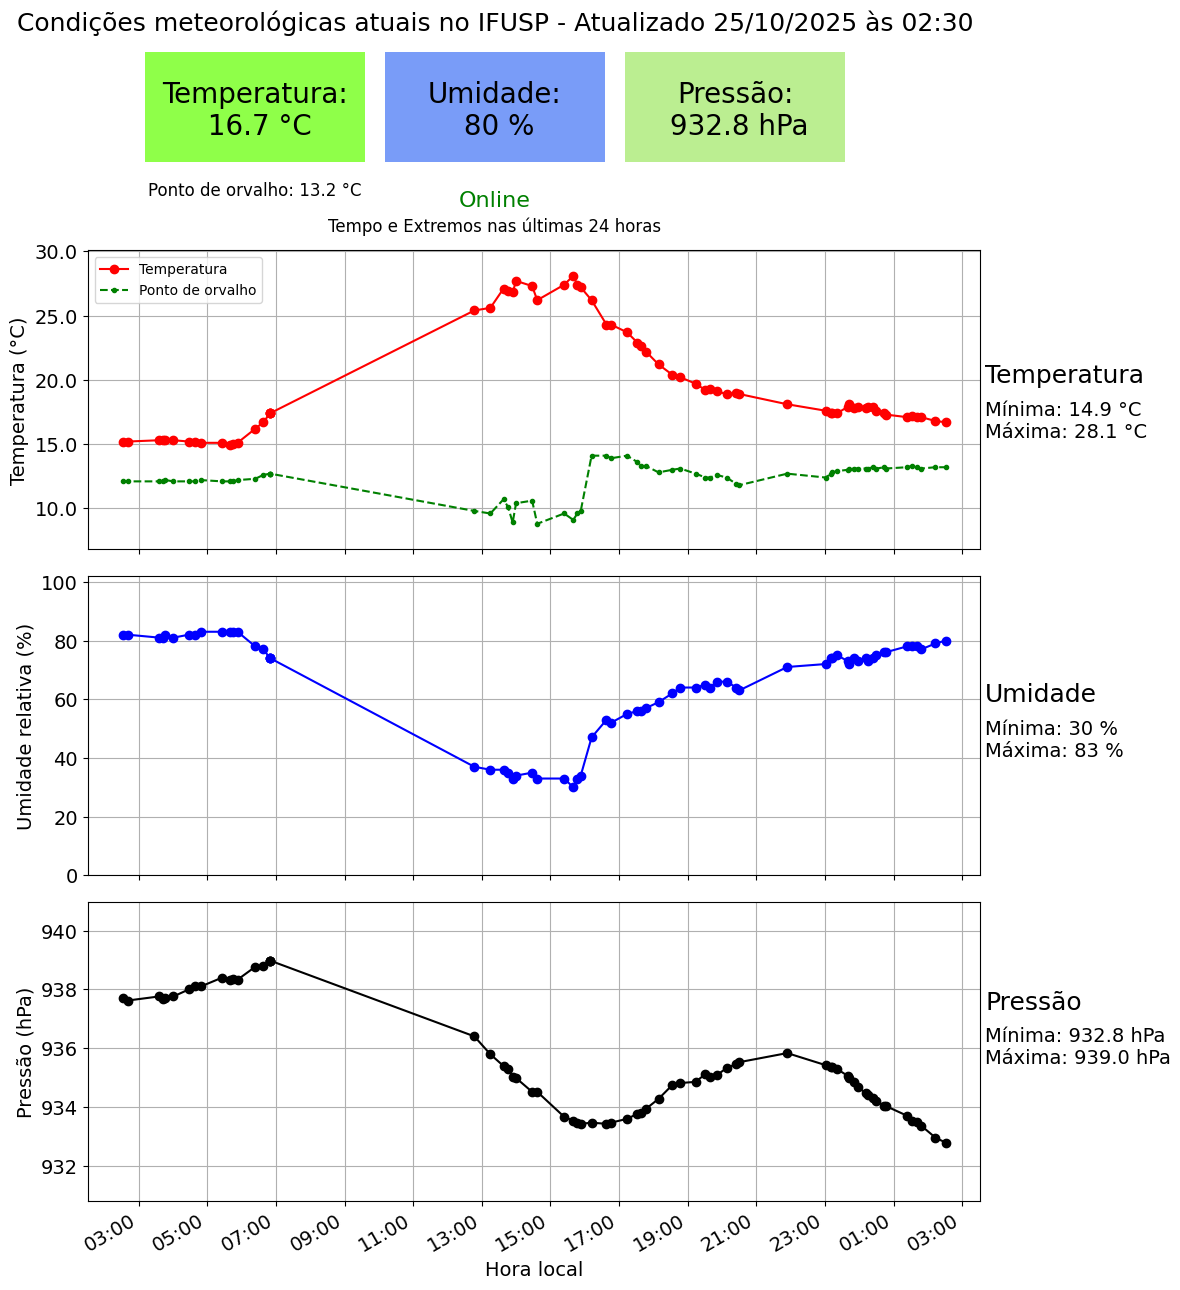 Condições meteorológicas atuais no IFUSP - Atualizado 25/10/2025 às 02:30
Temperatura:
16.7 °C
Umidade:
80 %
Pressão:
932.8 hPa
Ponto de orvalho: 13.2 °C
Online
Tempo e Extremos nas últimas 24 horas
Temperatura (°C)
30.0
25.0
20.0
15.0
10.0
Temperatura
Ponto de orvalho
Temperatura
Mínima: 14.9 °C
Máxima: 28.1 °C
Umidade relativa (%)
100
80
60
40
20
0
Umidade
Mínima: 30 %
Máxima: 83 %
Pressão (hPa)
940
938
936
934
932
Pressão
Mínima: 932.8 hPa
Máxima: 939.0 hPa
03:00 05:00 07:00 09:00 11:00 13:00 15:00 17:00 19:00 21:00 23:00 01:00 03:00
Hora local